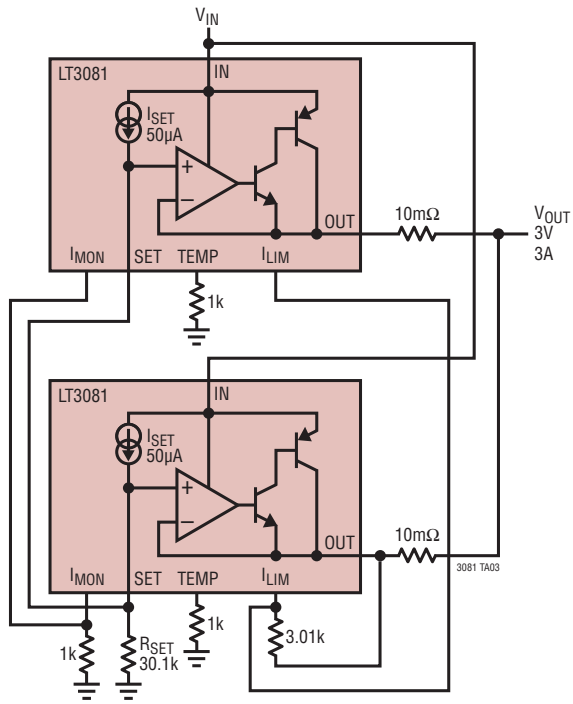 VIN
LT3081
IN
ISET
50µA
+
−
OUT
10mΩ
VOUT
3V
3A
IMON
SET
TEMP
ILIM
1k
LT3081
IN
ISET
50µA
+
−
OUT
10mΩ
3081 TA03
IMON
SET
TEMP
ILIM
1k
RSET
30.1k
1k
3.01k